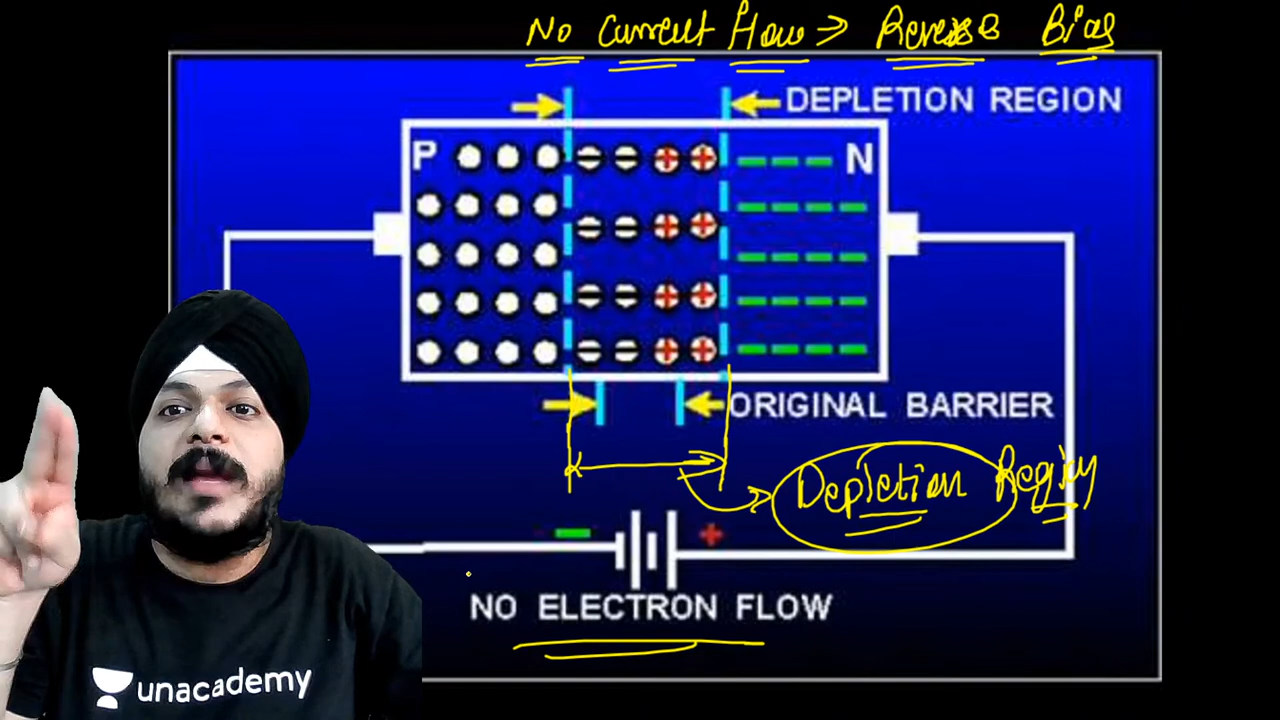 No Current Flow => Reverse Bias
DEPLETION REGION
P
N
ORIGINAL BARRIER
Depletion Region
− +
NO ELECTRON FLOW
unacademy